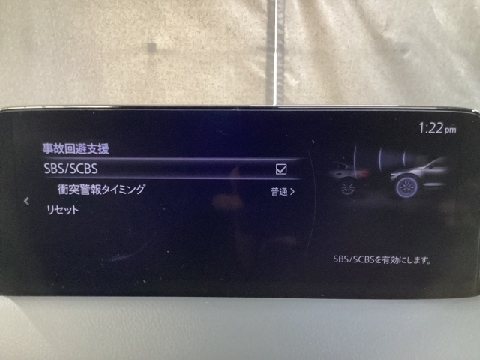 1:22 pm
事故回避支援
SBS/SCBS
衝突警報タイミング
普通 >
リセット
SBS/SCBSを有効にします。